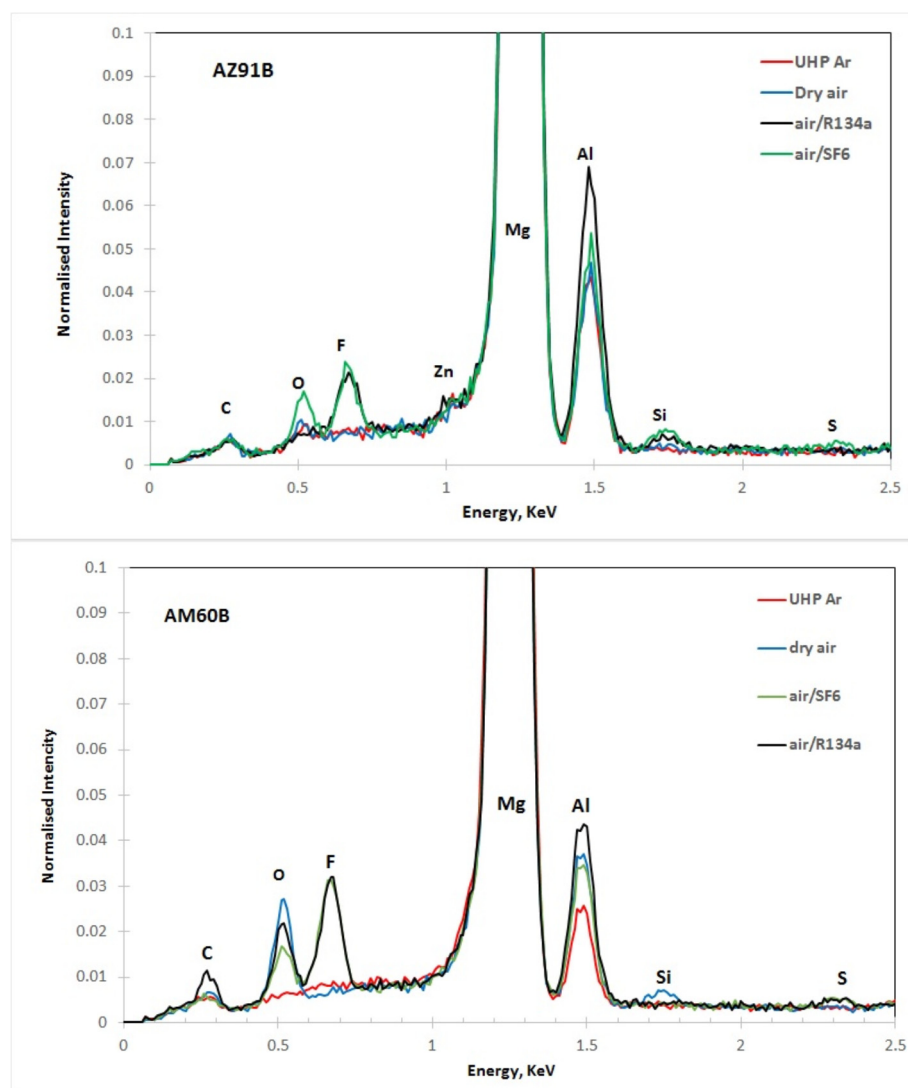 AZ91B
UHP Ar
Dry air
air/R134a
air/SF6
Normalised Intensity
0.1
0.09
0.08
0.07
0.06
0.05
0.04
0.03
0.02
0.01
0
C
O
F
Zn
Mg
Al
Si
S
0
0.5
1
1.5
2
2.5
Energy, KeV
AM60B
UHP Ar
dry air
air/SF6
air/R134a
Normalised Intencity
0.1
0.09
0.08
0.07
0.06
0.05
0.04
0.03
0.02
0.01
0
C
O
F
Mg
Al
Si
S
0
0.5
1
1.5
2
2.5
Energy, KeV